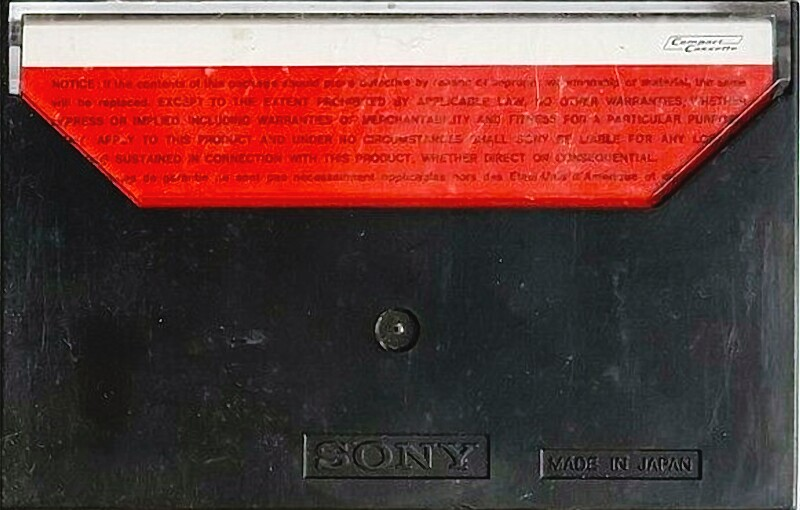 Compact
Cassette
NOTICE: If the contents of this package should prove defective by reason of improper workmanship or material, the same
will be replaced. EXCEPT TO THE EXTENT PROHIBITED BY APPLICABLE LAW, NO OTHER WARRANTIES, WHETHER
EXPRESS OR IMPLIED INCLUDING WARRANTIES OF MERCHANTABILITY AND FITNESS FOR A PARTICULAR PURPO
APPLY TO THIS PRODUCT AND UNDER NO CIRCUMSTANCES SHALL SONY BE LIABLE FOR ANY LO
SUSTAINED IN CONNECTION WITH THIS PRODUCT, WHETHER DIRECT OR CONSEQUENTIAL.
de garantie ne sont pas nécessairement applicables hors des Etats-Unis d'Amérique et
SONY
MADE IN JAPAN